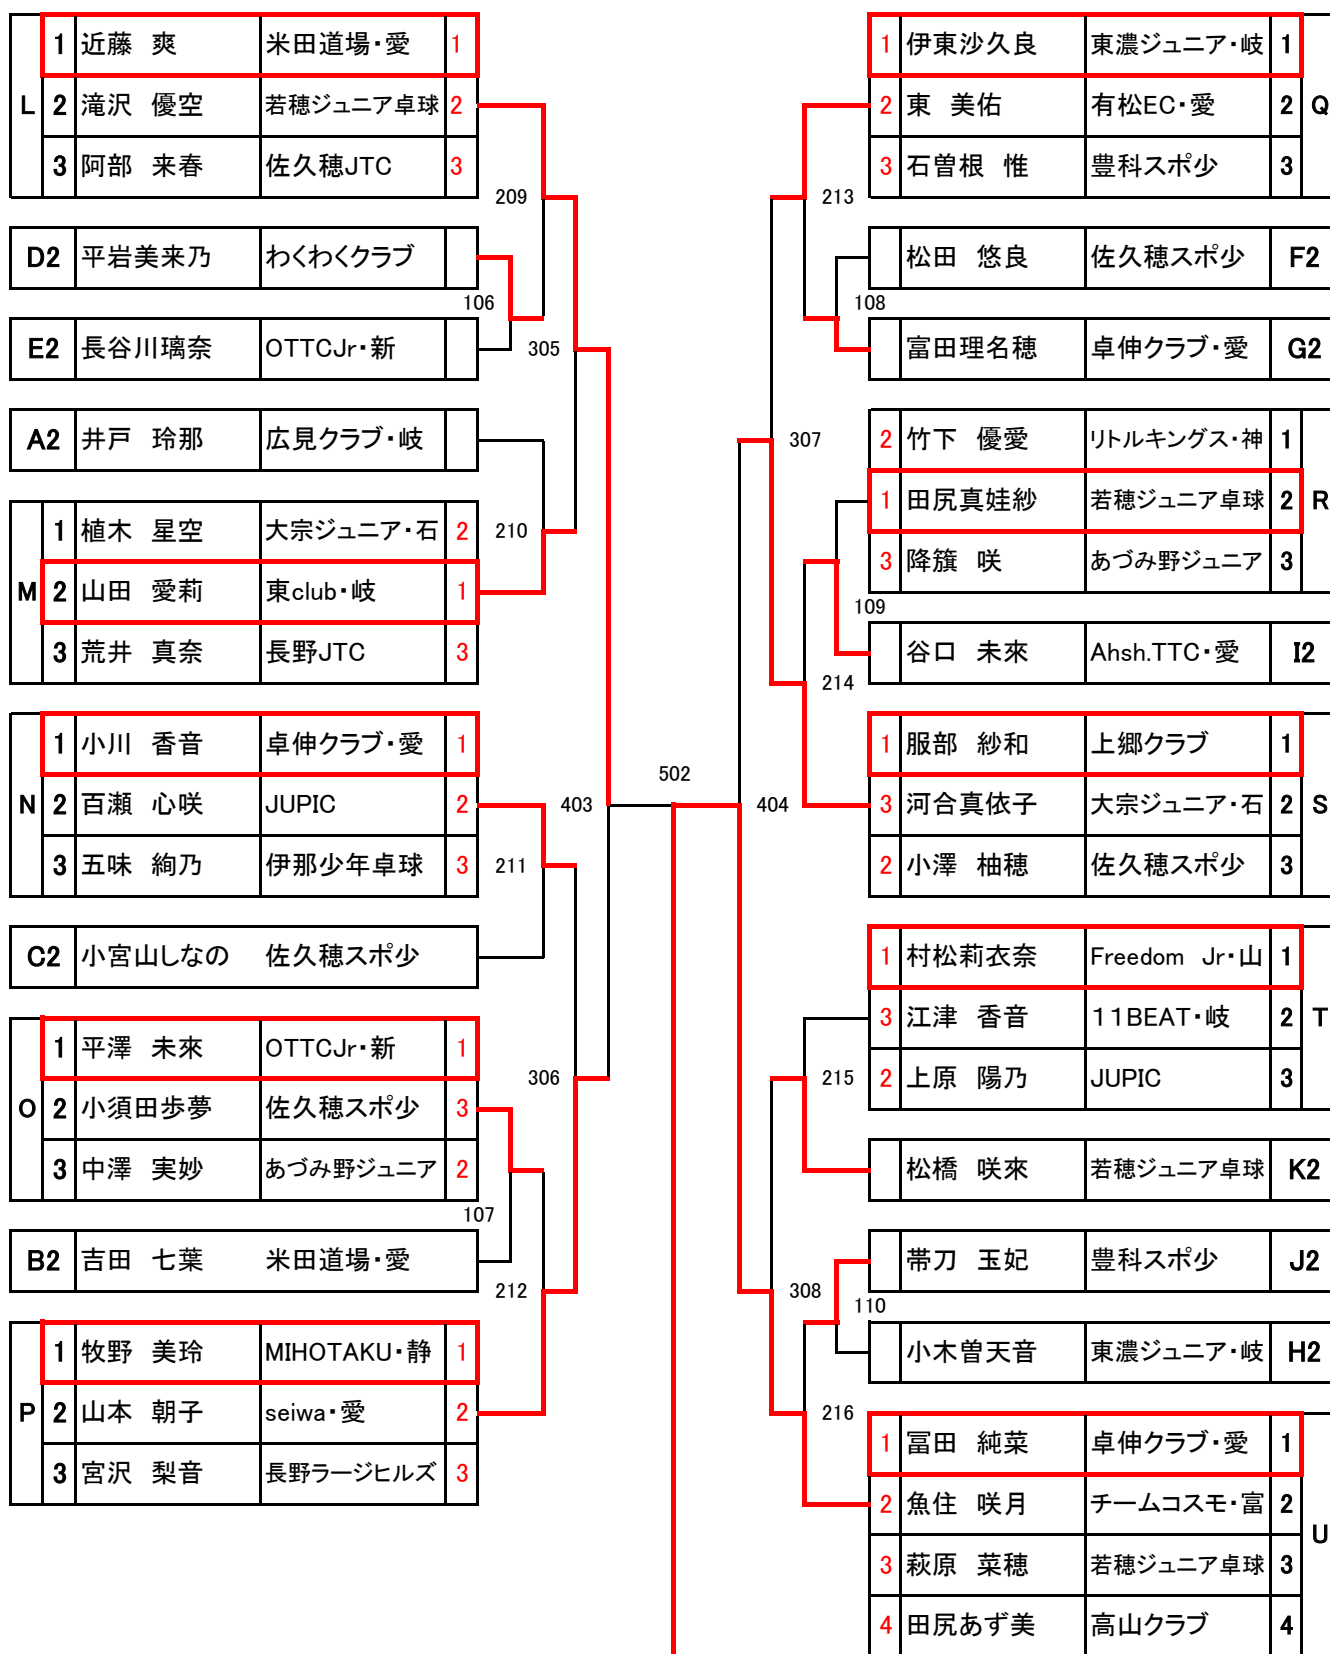 L
1 近藤 爽 米田道場・愛 1
2 滝沢 優空 若穂ジュニア卓球 2
3 阿部 来春 佐久穂JTC 3
209
D2 平岩美来乃 わくわくクラブ
106
E2 長谷川璃奈 OTTCJr・新
305
A2 井戸 玲那 広見クラブ・岐
M
1 植木 星空 大宗ジュニア・石 2
210
2 山田 愛莉 東club・岐 1
3 荒井 真奈 長野JTC 3
N
1 小川 香音 卓伸クラブ・愛 1
2 百瀬 心咲 JUPIC 2
403
3 五味 絢乃 伊那少年卓球 3
211
C2 小宮山しなの 佐久穂スポ少
O
1 平澤 未來 OTTCJr・新 1
306
2 小須田歩夢 佐久穂スポ少 3
3 中澤 実妙 あづみ野ジュニア 2
107
B2 吉田 七葉 米田道場・愛
212
P
1 牧野 美玲 MIHOTAKU・静 1
2 山本 朝子 seiwa・愛 2
3 宮沢 梨音 長野ラージヒルズ 3
502
1 伊東沙久良 東濃ジュニア・岐 1
2 東 美佑 有松EC・愛 2
Q
3 石曽根 惟 豊科スポ少 3
213
松田 悠良 佐久穂スポ少 F2
108
富田理名穂 卓伸クラブ・愛 G2
307
2 竹下 優愛 リトルキングス・神 1
1 田尻真娃紗 若穂ジュニア卓球 2
R
3 降簱 咲 あづみ野ジュニア 3
109
谷口 未來 Ahsh.TTC・愛 I2
214
1 服部 紗和 上郷クラブ 1
404
3 河合真依子 大宗ジュニア・石 2
S
2 小澤 柚穂 佐久穂スポ少 3
1 村松莉衣奈 Freedom Jr・山 1
3 江津 香音 11BEAT・岐 2
T
215
2 上原 陽乃 JUPIC 3
松橋 咲來 若穂ジュニア卓球 K2
帯刀 玉妃 豊科スポ少 J2
308
110
小木曽天音 東濃ジュニア・岐 H2
216
1 冨田 純菜 卓伸クラブ・愛 1
2 魚住 咲月 チームコスモ・富 2
U
3 萩原 菜穂 若穂ジュニア卓球 3
4 田尻あず美 高山クラブ 4